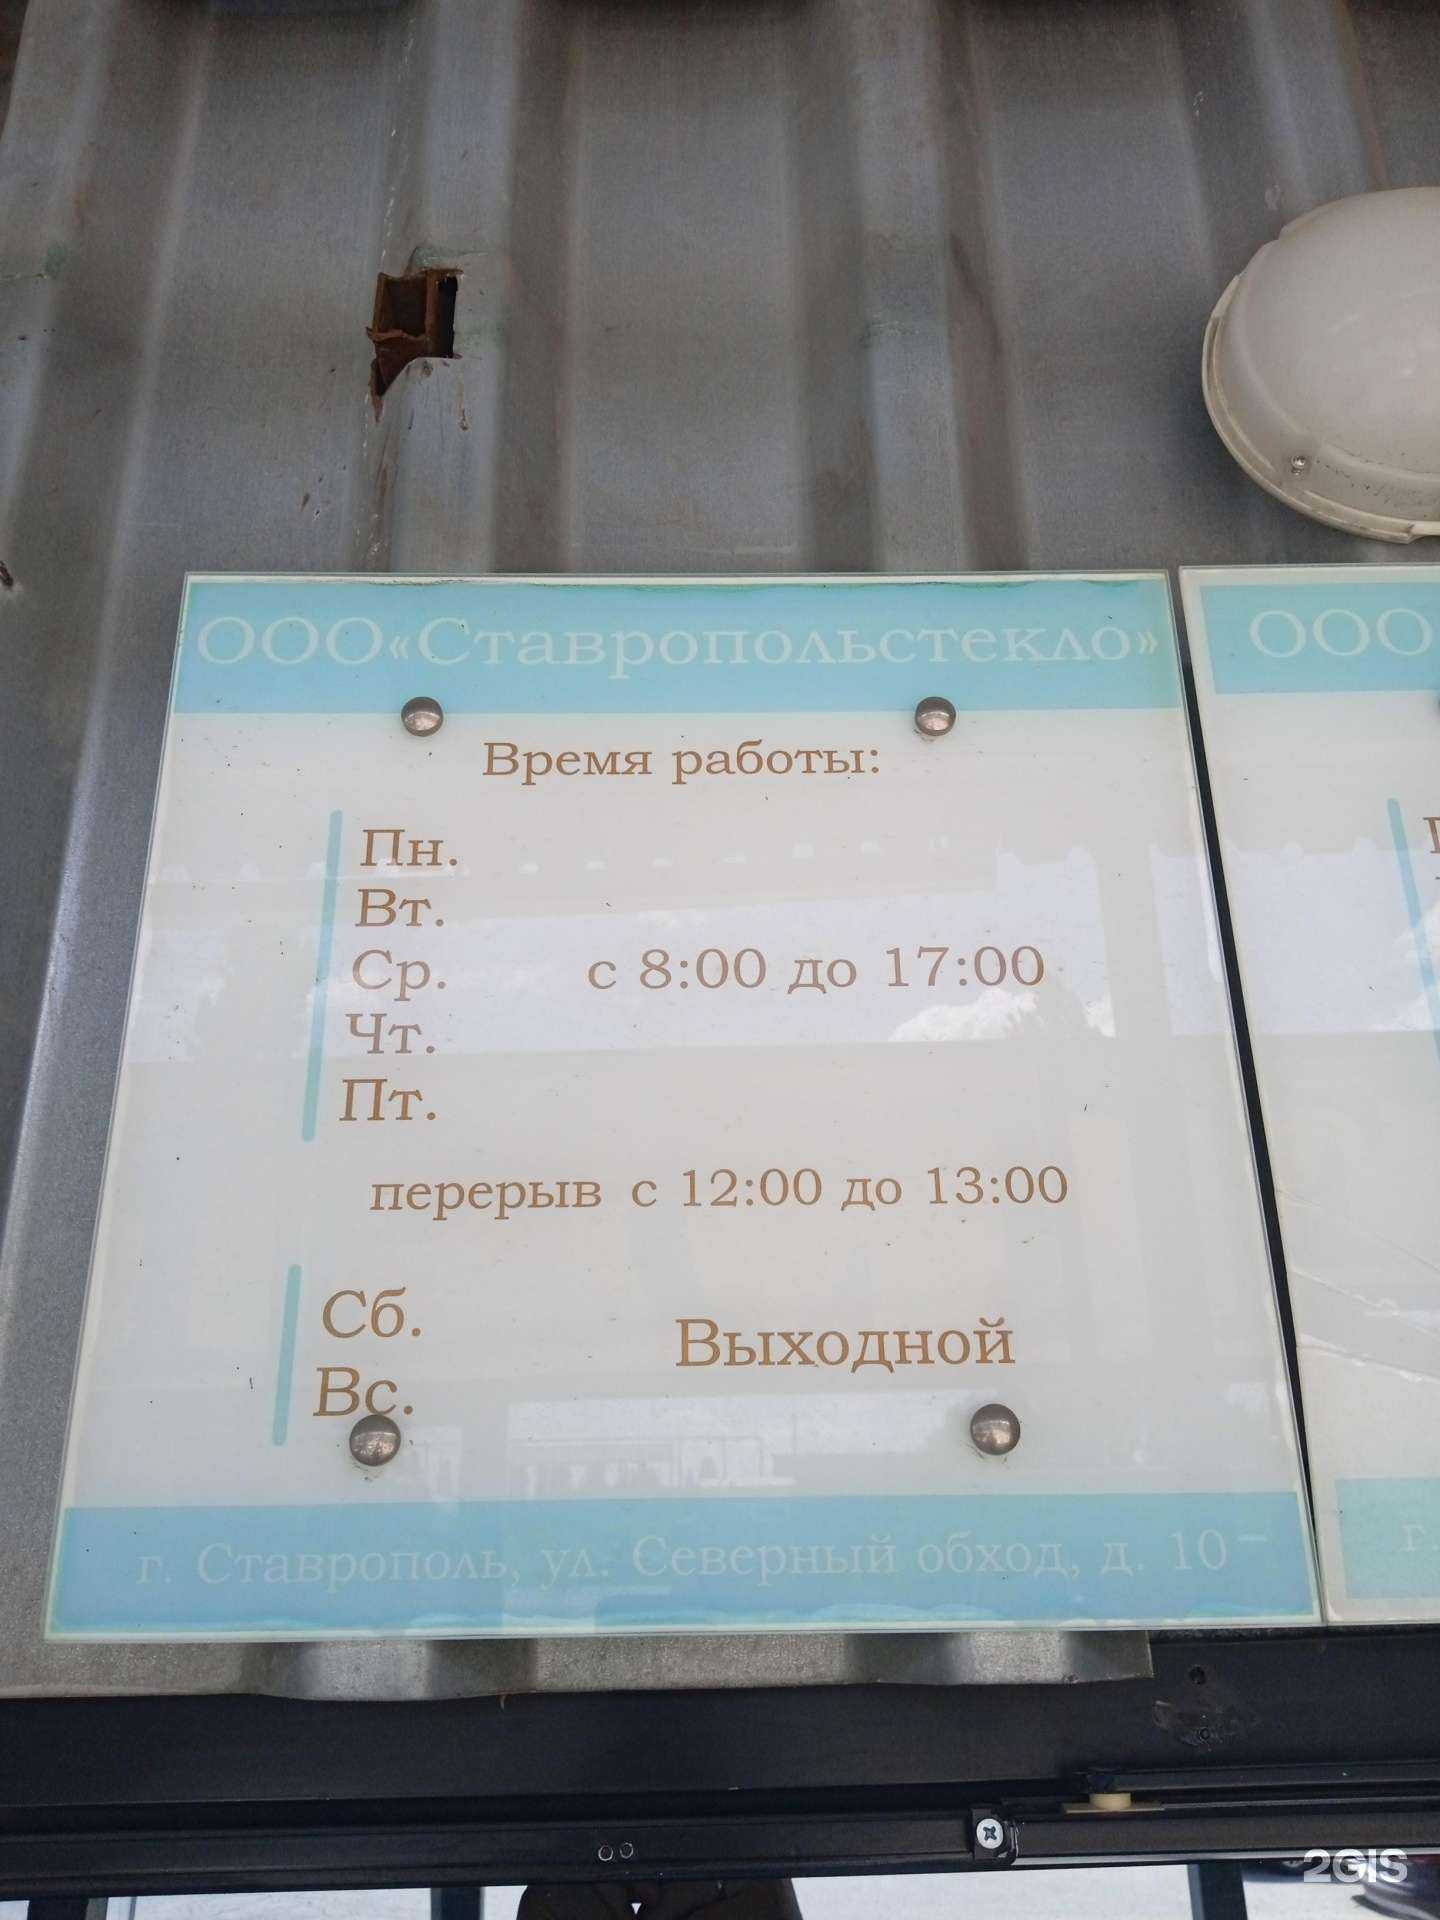 ООО«Ставропольстекло»
Время работы:
Пн.
Вт.
Ср. с 8:00 до 17:00
Чт.
Пт.
перерыв с 12:00 до 13:00
Сб.
Выходной
Вс.
г. Ставрополь, ул. Северный обход, д. 10
ООО
г.
2GIS